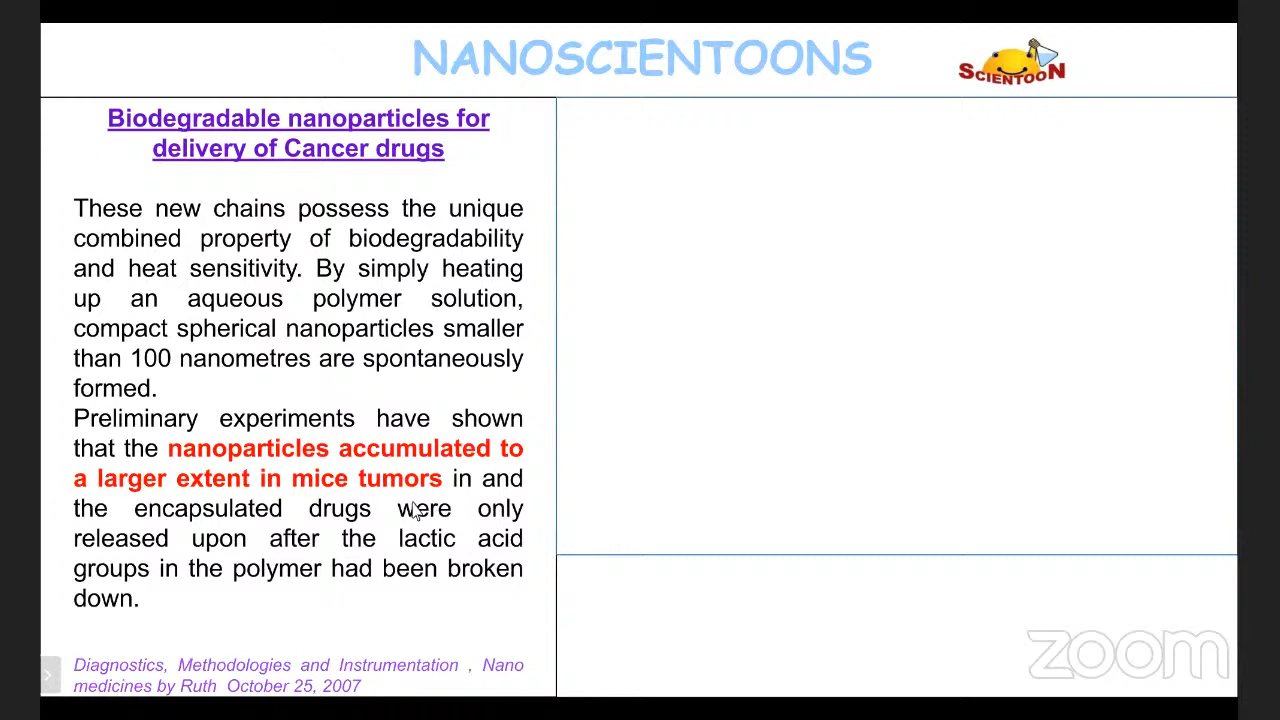 NANOSCIENTOONS
SCIENTOON
Biodegradable nanoparticles for
delivery of Cancer drugs
These new chains possess the unique
combined property of biodegradability
and heat sensitivity. By simply heating
up an aqueous polymer solution,
compact spherical nanoparticles smaller
than 100 nanometres are spontaneously
formed.
Preliminary experiments have shown
that the nanoparticles accumulated to
a larger extent in mice tumors in and
the encapsulated drugs were only
released upon after the lactic acid
groups in the polymer had been broken
down.
Diagnostics, Methodologies and Instrumentation , Nano
medicines by Ruth October 25, 2007
zoom